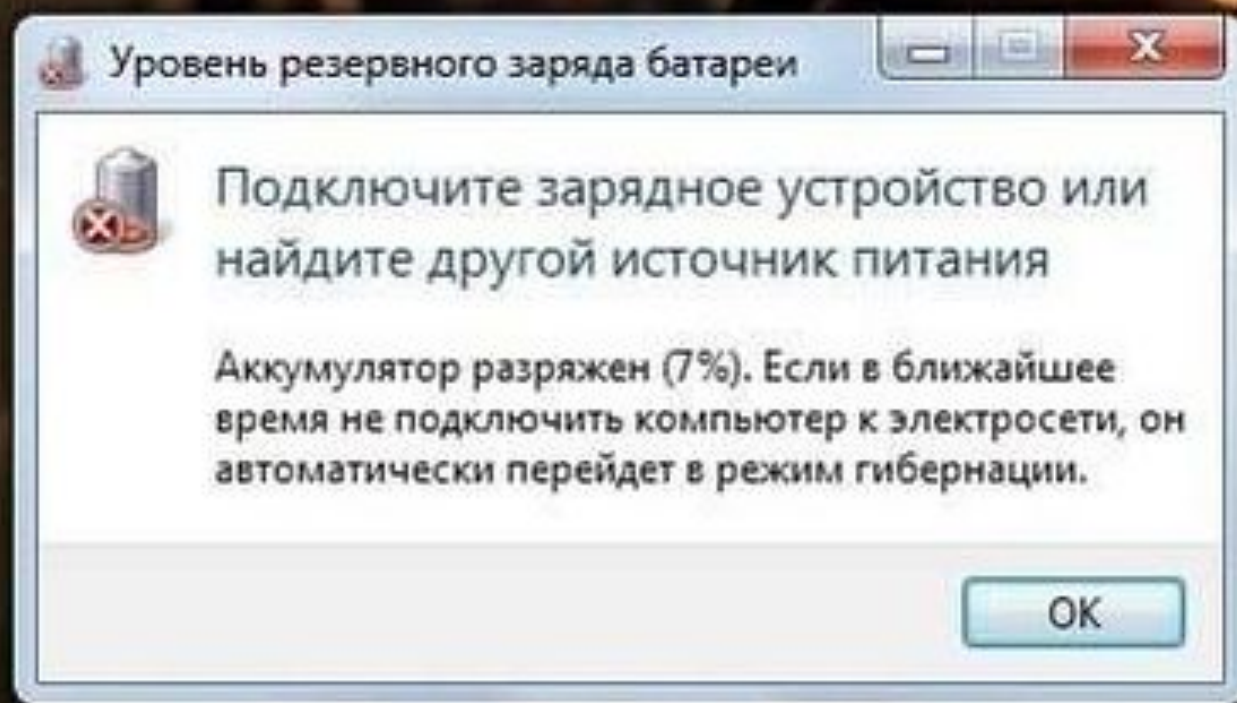 Уровень резервного заряда батареи
Подключите зарядное устройство или
найдите другой источник питания
Аккумулятор разряжен (7%). Если в ближайшее
время не подключить компьютер к электросети, он
автоматически перейдет в режим гибернации.
ОК